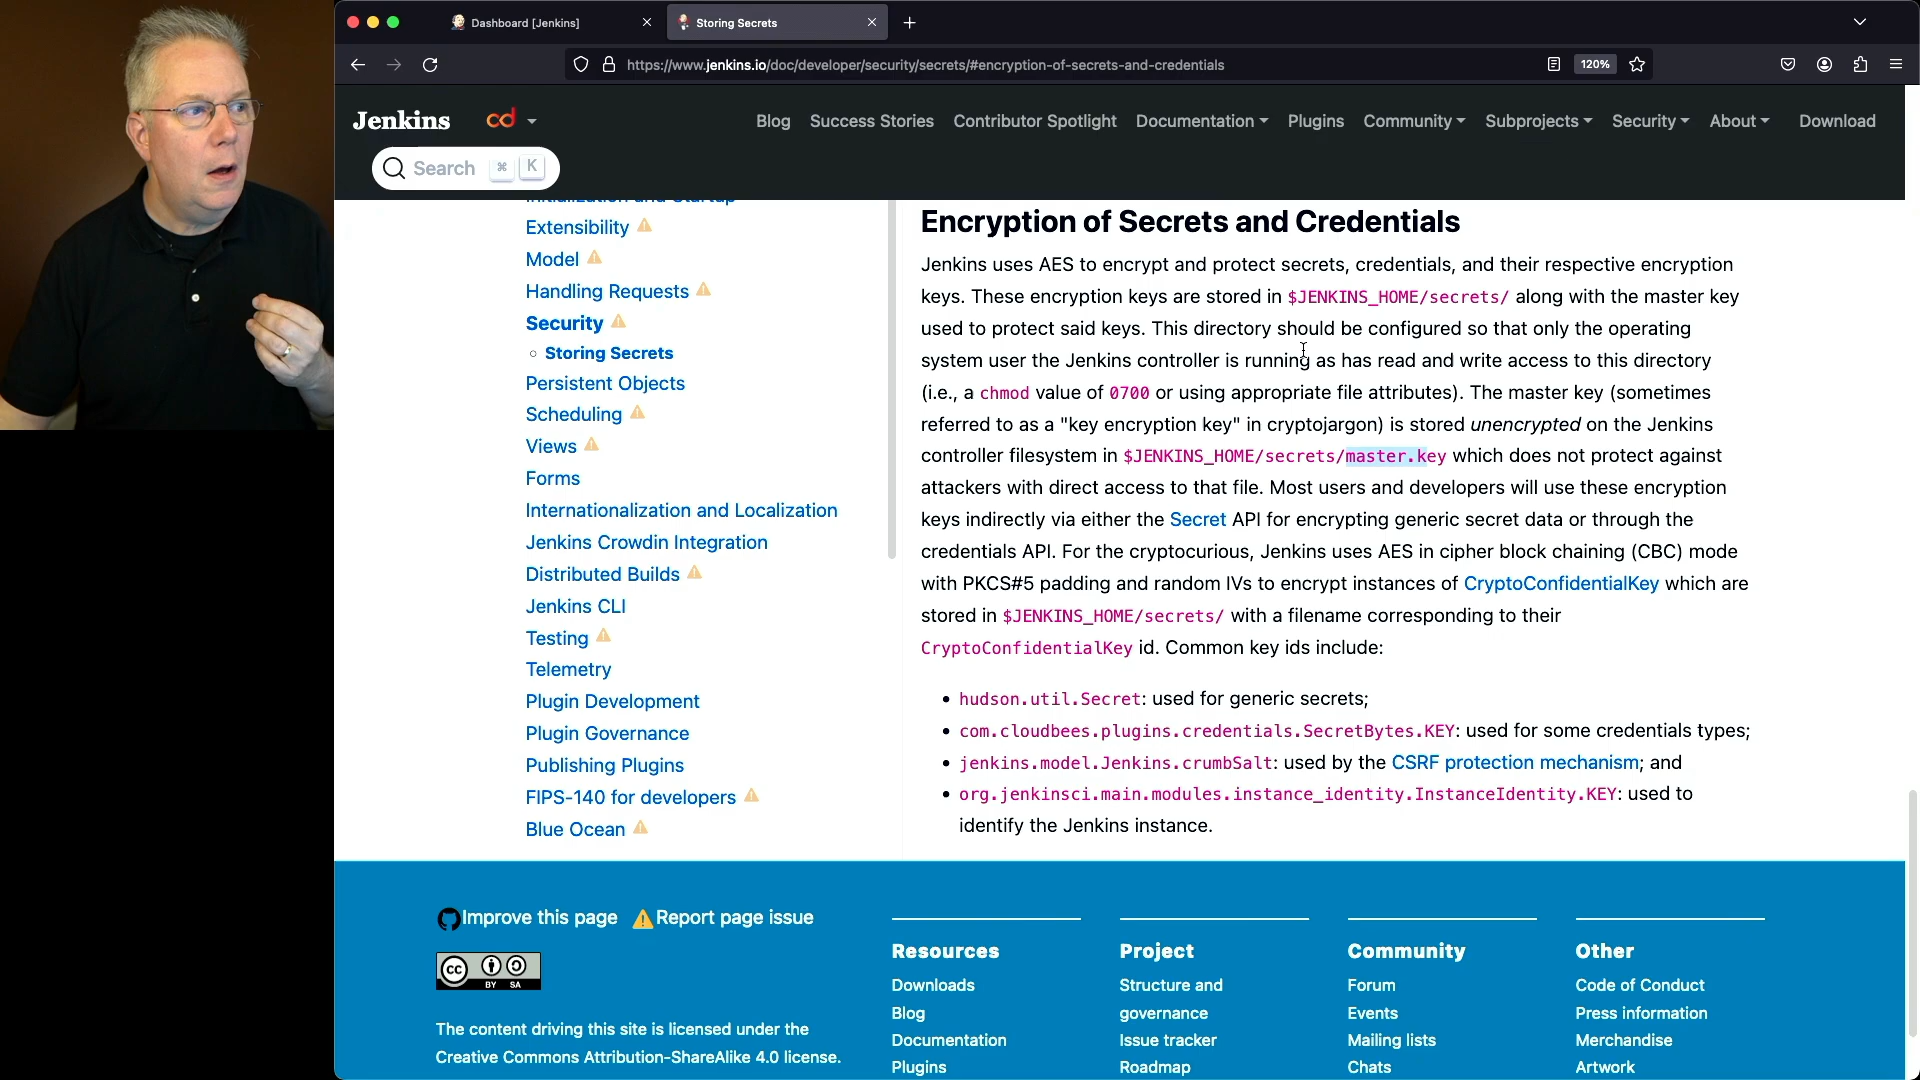 Dashboard [Jenkins]
Storing Secrets
https://www.jenkins.io/doc/developer/security/secrets/#encryption-of-secrets-and-credentials
120%
Jenkins
cd
Blog
Success Stories
Contributor Spotlight
Documentation
Plugins
Community
Subprojects
Security
About
Download
Search ⌘ K
Initialization and Startup
Extensibility
Model
Handling Requests
Security
Storing Secrets
Persistent Objects
Scheduling
Views
Forms
Internationalization and Localization
Jenkins Crowdin Integration
Distributed Builds
Jenkins CLI
Testing
Telemetry
Plugin Development
Plugin Governance
Publishing Plugins
FIPS-140 for developers
Blue Ocean
Encryption of Secrets and Credentials
Jenkins uses AES to encrypt and protect secrets, credentials, and their respective encryption
keys. These encryption keys are stored in $JENKINS_HOME/secrets/ along with the master key
used to protect said keys. This directory should be configured so that only the operating
system user the Jenkins controller is running as has read and write access to this directory
(i.e., a chmod value of 0700 or using appropriate file attributes). The master key (sometimes
referred to as a "key encryption key" in cryptojargon) is stored unencrypted on the Jenkins
controller filesystem in $JENKINS_HOME/secrets/master.key which does not protect against
attackers with direct access to that file. Most users and developers will use these encryption
keys indirectly via either the Secret API for encrypting generic secret data or through the
credentials API. For the cryptocurious, Jenkins uses AES in cipher block chaining (CBC) mode
with PKCS#5 padding and random IVs to encrypt instances of CryptoConfidentialKey which are
stored in $JENKINS_HOME/secrets/ with a filename corresponding to their
CryptoConfidentialKey id. Common key ids include:
• hudson.util.Secret: used for generic secrets;
• com.cloudbees.plugins.credentials.SecretBytes.KEY: used for some credentials types;
• jenkins.model.Jenkins.crumbSalt: used by the CSRF protection mechanism; and
• org.jenkinsci.main.modules.instance_identity.InstanceIdentity.KEY: used to
identify the Jenkins instance.
Improve this page
Report page issue
cc BY SA
The content driving this site is licensed under the
Creative Commons Attribution-ShareAlike 4.0 license.
Resources
Downloads
Blog
Documentation
Plugins
Project
Structure and
governance
Issue tracker
Roadmap
Community
Forum
Events
Mailing lists
Chats
Other
Code of Conduct
Press information
Merchandise
Artwork